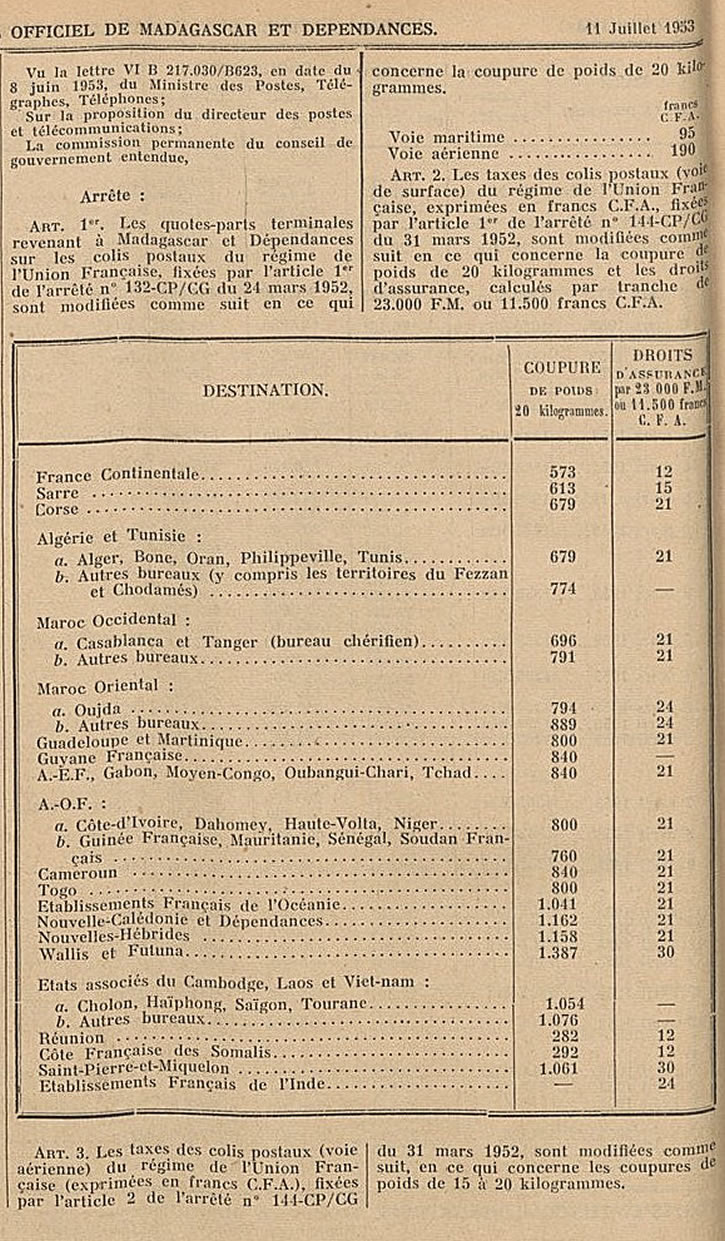 OFFICIEL DE MADAGASCAR ET DEPENDANCES.
11 Juillet 1953
Vu la lettre VI B 217.030/B623, en date du
8 juin 1953, du Ministre des Postes, Télé-
graphes, Téléphones;
Sur la proposition du directeur des postes
et télécommunications;
La commission permanente du conseil de
gouvernement entendue,
Arrête :
ART. 1er. Les quotes-parts terminales
revenant à Madagascar et Dépendances
sur les colis postaux du régime de
l'Union Française, fixées par l'article 1er
de l'arrêté n° 132-CP/CG du 24 mars 1952,
sont modifiées comme suit en ce qui
concerne la coupure de poids de 20 kilo-
grammes.
francs
C.F.A.
Voie maritime ................ 95
Voie aérienne ................ 190
ART. 2. Les taxes des colis postaux (voie
de surface) du régime de l'Union Fran-
çaise, exprimées en francs C.F.A., fixées
par l'article 1er de l'arrêté n° 144-CP/CG
du 31 mars 1952, sont modifiées comme
suit en ce qui concerne la coupure de
poids de 20 kilogrammes et les droits
d'assurance, calculés par tranche de
23.000 F.M. ou 11.500 francs C.F.A.
DESTINATION.
COUPURE
DE POIDS
20 kilogrammes.
DROITS
D'ASSURANCE
par 23 000 F.M.
ou 11.500 francs
C. F. A.
France Continentale.......... 573 12
Sarre .......... 613 15
Corse .......... 679 21
Algérie et Tunisie :
a. Alger, Bone, Oran, Philippeville, Tunis.......... 679 21
b. Autres bureaux (y compris les territoires du Fezzan
et Chodamés) .......... 774 —
Maroc Occidental :
a. Casablanca et Tanger (bureau chérifien).......... 696 21
b. Autres bureaux.......... 791 21
Maroc Oriental :
a. Oujda .......... 794 24
b. Autres bureaux.......... 889 24
Guadeloupe et Martinique.......... 800 21
Guyane Française.......... 840 —
A.-E.F., Gabon, Moyen-Congo, Oubangui-Chari, Tchad.... 840 21
A.-O.F. :
a. Côte-d'Ivoire, Dahomey, Haute-Volta, Niger........ 800 21
b. Guinée Française, Mauritanie, Sénégal, Soudan Fran-
çais .......... 760 21
Cameroun .......... 840 21
Togo .......... 800 21
Etablissements Français de l'Océanie.......... 1.041 21
Nouvelle-Calédonie et Dépendances.......... 1.162 21
Nouvelles-Hébrides .......... 1.158 21
Wallis et Futuna.......... 1.387 30
Etats associés du Cambodge, Laos et Viet-nam :
a. Cholon, Haïphong, Saïgon, Tourane.......... 1.054 —
b. Autres bureaux.......... 1.076 —
Réunion .......... 282 12
Côte Française des Somalis.......... 292 12
Saint-Pierre-et-Miquelon .......... 1.061 30
Etablissements Français de l'Inde.......... — 24
ART. 3. Les taxes des colis postaux (voie
aérienne) du régime de l'Union Fran-
çaise (exprimées en francs C.F.A.), fixées
par l'article 2 de l'arrêté n° 144-CP/CG
du 31 mars 1952, sont modifiées comme
suit, en ce qui concerne les coupures de
poids de 15 à 20 kilogrammes.